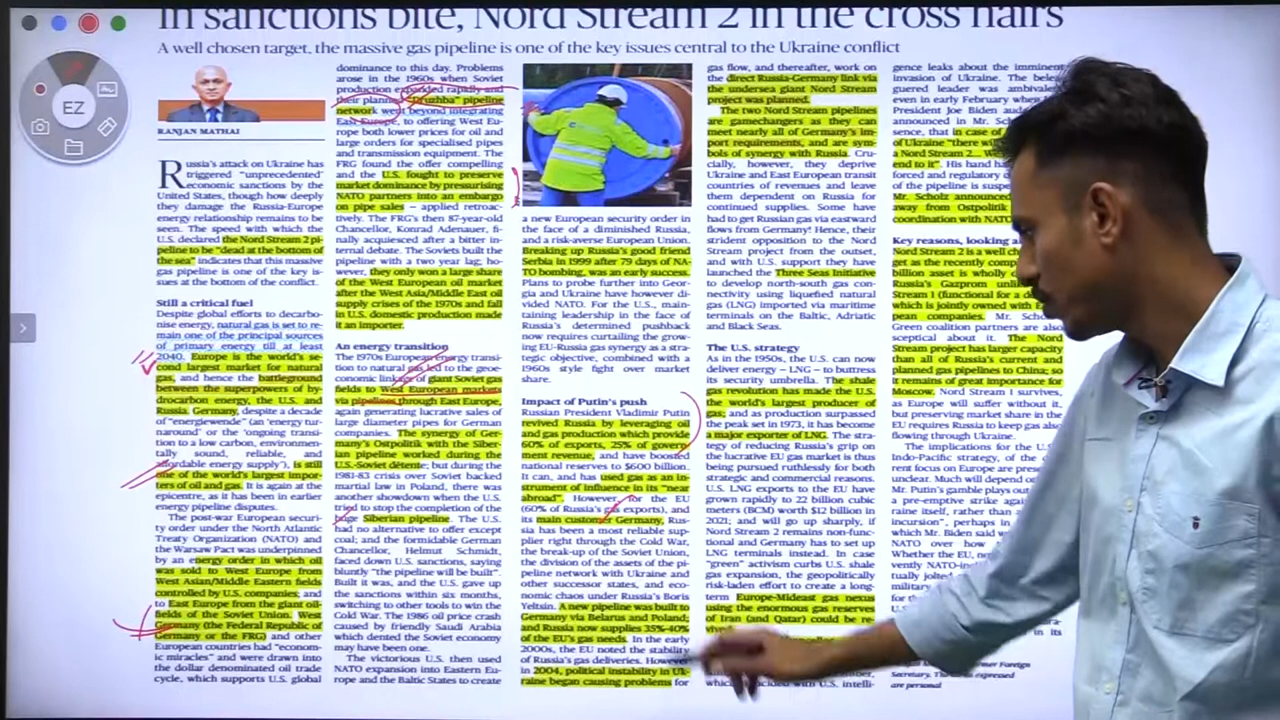 In sanctions bite, Nord Stream 2 in the cross hairs
A well chosen target, the massive gas pipeline is one of the key issues central to the Ukraine conflict
EZ
RANJAN MATHAI
Russia's attack on Ukraine has
triggered "unprecedented"
economic sanctions by the
United States, though how deeply
they damage the Russia-Europe
energy relationship remains to be
seen. The speed with which the
U.S. declared the Nord Stream 2 pi-
peline to be "dead at the bottom of
the sea" indicates that this massive
gas pipeline is one of the key is-
sues at the bottom of the conflict.
Still a critical fuel
Despite global efforts to decarbo-
nise energy, natural gas is set to re-
main one of the principal sources
of primary energy till at least
2040. Europe is the world's se-
cond largest market for natural
gas, and hence the battleground
between the superpowers of hy-
drocarbon energy, the U.S. and
Russia. Germany, despite a decade
of "energiewende" (an 'energy tur-
naround' or the 'ongoing transi-
tion to a low carbon, environmen-
tally sound, reliable, and
affordable energy supply'), is still
one of the world's largest impor-
ters of oil and gas. It is again at the
epicentre, as it has been in earlier
energy pipeline disputes.
The post-war European securi-
ty order under the North Atlantic
Treaty Organization (NATO) and
the Warsaw Pact was underpinned
by an energy order in which oil
was sold to West Europe from
West Asian/Middle Eastern fields
controlled by U.S. companies; and
to East Europe from the giant oil-
fields of the Soviet Union. West
Germany (the Federal Republic of
Germany or the FRG) and other
European countries had "econom-
ic miracles" and were drawn into
the dollar denominated oil trade
cycle, which supports U.S. global
dominance to this day. Problems
arose in the 1960s when Soviet
production expanded rapidly and
their planned "Druzhba" pipeline
network went beyond integrating
East Europe, to offering West Eu-
rope both lower prices for oil and
large orders for specialised pipes
and transmission equipment. The
FRG found the offer compelling
and the U.S. fought to preserve
market dominance by pressurising
NATO partners into an embargo
on pipe sales – applied retroac-
tively. The FRG's then 87-year-old
Chancellor, Konrad Adenauer, fi-
nally acquiesced after a bitter in-
ternal debate. The Soviets built the
pipeline with a two year lag; ho-
wever, they only won a large share
of the West European oil market
after the West Asia/Middle East oil
supply crises of the 1970s and fall
in U.S. domestic production made
it an importer.
An energy transition
The 1970s European energy transi-
tion to natural gas led to the geoe-
conomic linkage of giant Soviet gas
fields to West European markets
via pipelines through East Europe,
again generating lucrative sales of
large diameter pipes for German
companies. The synergy of Ger-
many's Ostpolitik with the Siber-
ian pipeline worked during the
U.S.-Soviet détente; but during the
1981-83 crisis over Soviet backed
martial law in Poland, there was
another showdown when the U.S.
tried to stop the completion of the
huge Siberian pipeline. The U.S.
had no alternative to offer except
coal; and the formidable German
Chancellor, Helmut Schmidt,
faced down U.S. sanctions, saying
bluntly "the pipeline will be built".
Built it was, and the U.S. gave up
the sanctions within six months,
switching to other tools to win the
Cold War. The 1986 oil price crash
caused by friendly Saudi Arabia
which dented the Soviet economy
may have been one.
The victorious U.S. then used
NATO expansion into Eastern Eu-
rope and the Baltic States to create
a new European security order in
the face of a diminished Russia,
and a risk-averse European Union.
Breaking up Russia's good friend
Serbia in 1999 after 79 days of NA-
TO bombing, was an early success.
Plans to probe further into Geor-
gia and Ukraine have however di-
vided NATO. For the U.S., main-
taining leadership in the face of
Russia's determined pushback
now requires curtailing the grow-
ing EU-Russia gas synergy as a stra-
tegic objective, combined with a
1960s style fight over market
share.
Impact of Putin's push
Russian President Vladimir Putin
revived Russia by leveraging oil
and gas production which provide
60% of exports, 25% of govern-
ment revenue, and have boosted
national reserves to $600 billion.
It can, and has used gas as an in-
strument of influence in its "near
abroad". However, for the EU
(60% of Russia's gas exports), and
its main customer Germany, Rus-
sia has been a most reliable sup-
plier right through the Cold War,
the break-up of the Soviet Union,
the division of the assets of the pi-
peline network with Ukraine and
other successor states, and eco-
nomic chaos under Russia's Boris
Yeltsin. A new pipeline was built to
Germany via Belarus and Poland;
and Russia now supplies 35%-40%
of the EU's gas needs. In the early
2000s, the EU noted the stability
of Russia's gas deliveries. However
in 2004, political instability in Uk-
raine began causing problems for
gas flow, and thereafter, work on
the direct Russia-Germany link via
the undersea giant Nord Stream
project was planned.
The two Nord Stream pipelines
are gamechangers as they can
meet nearly all of Germany's im-
port requirements, and are sym-
bols of synergy with Russia. Cru-
cially, however, they deprive
Ukraine and East European transit
countries of revenues and leave
them dependent on Russia for
continued supplies. Some have
had to get Russian gas via eastward
flows from Germany! Hence, their
strident opposition to the Nord
Stream project from the outset,
and with U.S. support they have
launched the Three Seas Initiative
to develop north-south gas con-
nectivity using liquefied natural
gas (LNG) imported via maritime
terminals on the Baltic, Adriatic
and Black Seas.
The U.S. strategy
As in the 1950s, the U.S. can now
deliver energy – LNG – to buttress
its security umbrella. The shale
gas revolution has made the U.S.
the world's largest producer of
gas; and as production surpassed
the peak set in 1973, it has become
a major exporter of LNG. The stra-
tegy of reducing Russia's grip on
the lucrative EU gas market is thus
being pursued ruthlessly for both
strategic and commercial reasons.
U.S. LNG exports to the EU have
grown rapidly to 22 billion cubic
meters (BCM) worth $12 billion in
2021; and will go up sharply, if
Nord Stream 2 remains non-func-
tional and Germany has to set up
LNG terminals instead. In case
"green" activism curbs U.S. shale
gas expansion, the geopolitically
risk-laden effort to create a long-
term Europe-Mideast gas nexus
using the enormous gas reserves
of Iran (and Qatar) could be re-
which coincided with U.S. intelli-
gence leaks about the imminent
invasion of Ukraine. The
guered leader was
even in early February when
President Joe Biden
announced in Mr.
sence, that in case of
of Ukraine "there
a Nord Stream 2...
end to it". His hand
forced and regulatory
of the pipeline is
Mr. Scholz announced
away from Ostpolitik
coordination with NATO
Key reasons, looking
Nord Stream 2 is a well
get as the recently
billion asset is wholly
Russia's Gazprom
Stream 1 (functional for a
which is jointly owned with
pean companies. Mr.
Green coalition partners are also
sceptical about it. The Nord
Stream project has larger capacity
than all of Russia's current and
planned gas pipelines to China; so
it remains of great importance for
Moscow. Nord Stream 1 survives,
as Europe will suffer without it,
but preserving market share in the
EU requires Russia to keep gas also
flowing through Ukraine.
The implications for the U.S.
Indo-Pacific strategy, of the
rent focus on Europe are
unclear. Much will depend
Mr. Putin's gamble plays out
a pre-emptive strike
raine itself, rather than
incursion", perhaps in
which Mr. Biden said
NATO over how
Whether the EU,
vently NATO-
tually
military
for
in its
Foreign
Secretary. The expressed
are personal